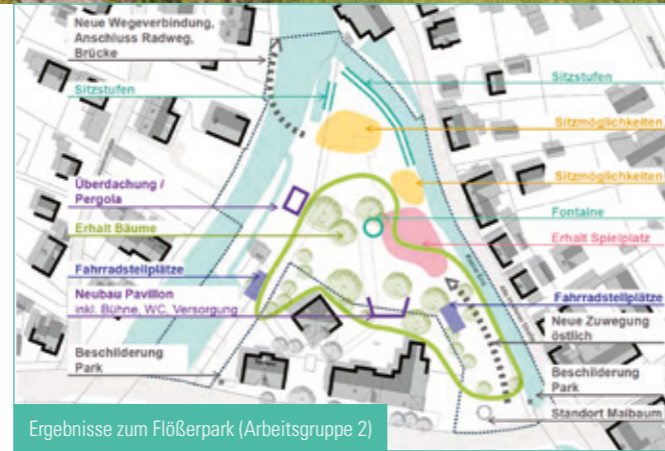 Neue Wegeverbindung,
Anschluss Radweg,
Brücke
Sitzstufen
Überdachung /
Pergola
Erhalt Bäume
Fahrradstellplätze
Neubau Pavillon
inkl. Bühne, WC, Versorgung
Beschilderung
Park
Sitzstufen
Sitzmöglichkeiten
Sitzmöglichkeiten
Fontaine
Erhalt Spielplatz
Fahrradstellplätze
Neue Zuwegung
östlich
Beschilderung
Park
Standort Maibaum
Ergebnisse zum Flößerpark (Arbeitsgruppe 2)